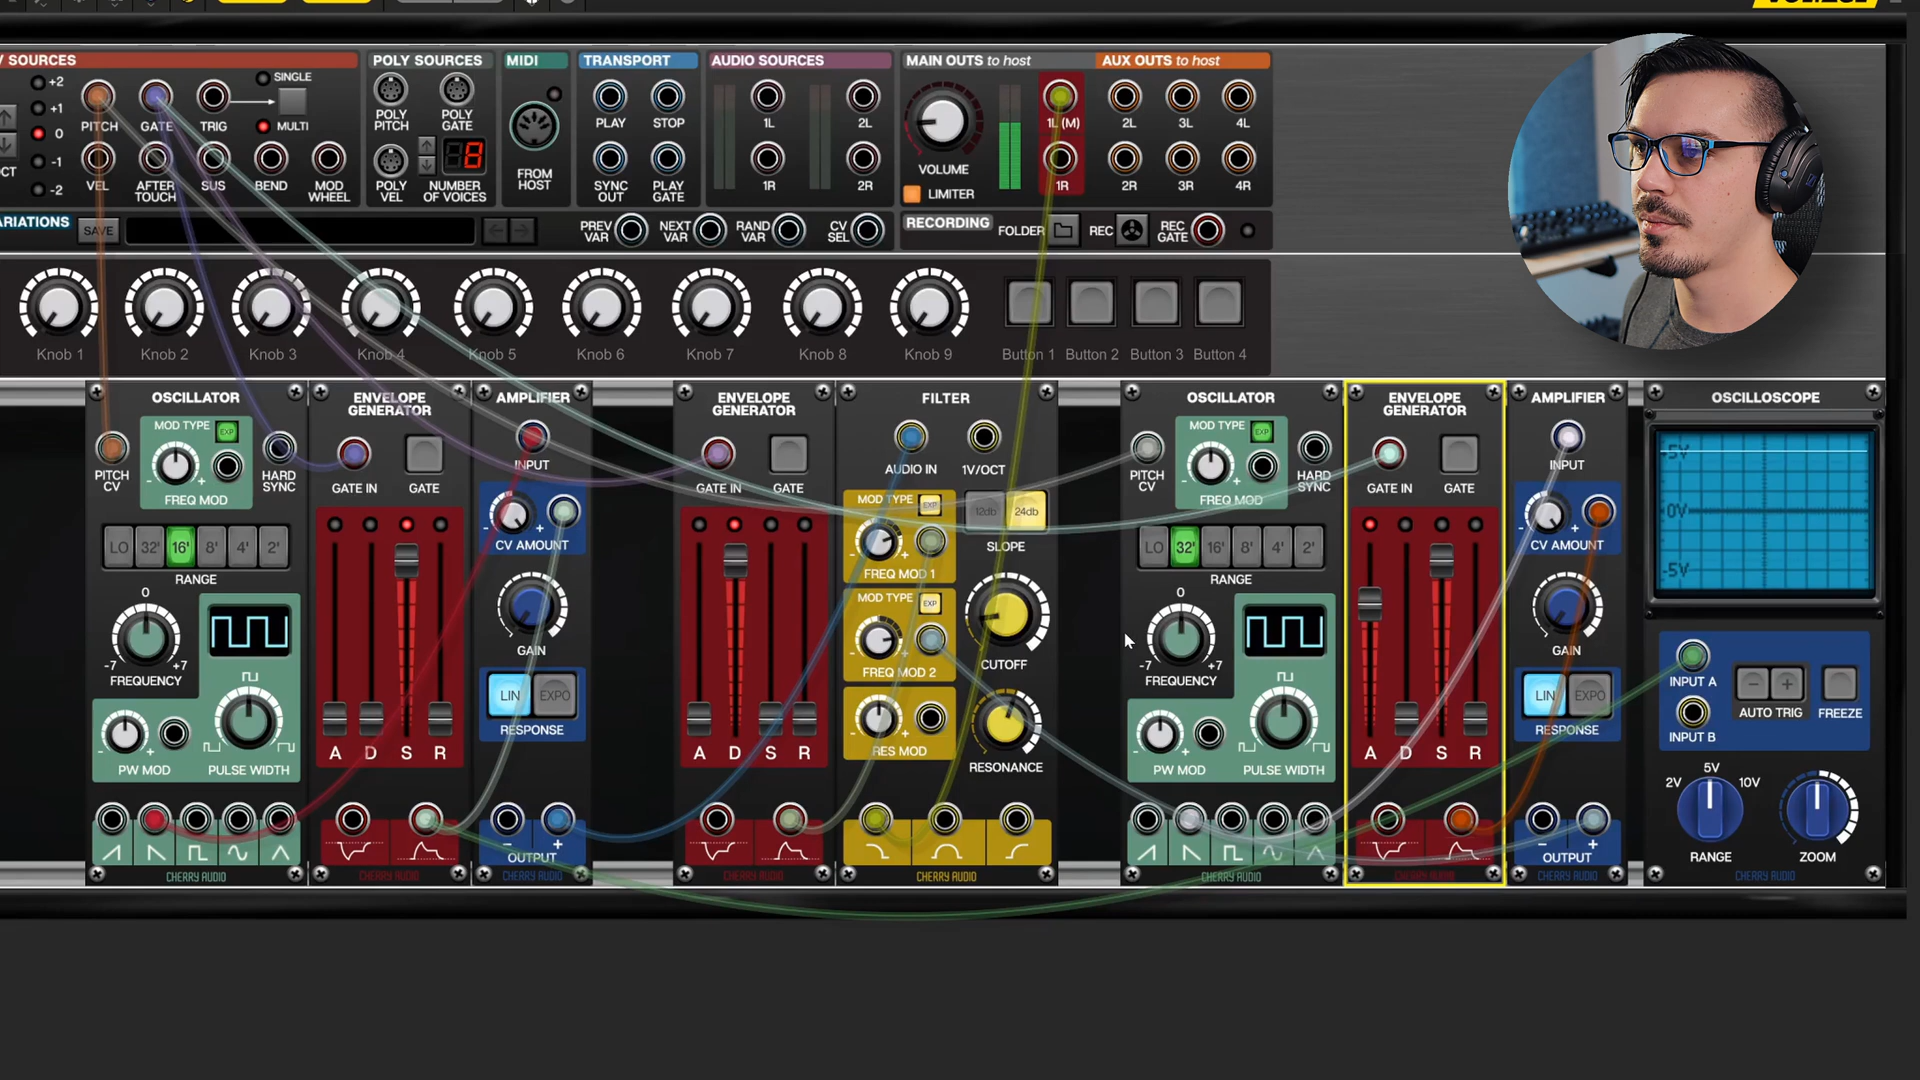 V SOURCES
+2
+1
0
-1
-2
PITCH
GATE
TRIG
SINGLE
MULTI
VEL
AFTER
TOUCH
SUS
BEND
MOD
WHEEL
POLY SOURCES
POLY
PITCH
POLY
GATE
POLY
VEL
8
NUMBER
OF VOICES
MIDI
FROM
HOST
TRANSPORT
PLAY
STOP
SYNC
OUT
PLAY
GATE
AUDIO SOURCES
1L
2L
1R
2R
MAIN OUTS to host
VOLUME
LIMITER
1L (M)
1R
AUX OUTS to host
2L
3L
4L
2R
3R
4R
ARIATIONS
SAVE
PREV
VAR
NEXT
VAR
RAND
VAR
CV
SEL
RECORDING
FOLDER
REC
REC
GATE
Knob 1
Knob 2
Knob 3
Knob 4
Knob 5
Knob 6
Knob 7
Knob 8
Knob 9
Button 1
Button 2
Button 3
Button 4
OSCILLATOR
MOD TYPE
EXP
PITCH
CV
FREQ MOD
HARD
SYNC
LO
32'
16'
8'
4'
2'
RANGE
0
-7
+7
FREQUENCY
- +
PW MOD
PULSE WIDTH
CHERRY AUDIO
ENVELOPE
GENERATOR
GATE IN
GATE
A
D
S
R
CHERRY AUDIO
AMPLIFIER
INPUT
- +
CV AMOUNT
GAIN
LIN
EXPO
RESPONSE
- +
OUTPUT
CHERRY AUDIO
ENVELOPE
GENERATOR
GATE IN
GATE
A
D
S
R
CHERRY AUDIO
FILTER
AUDIO IN
1V/OCT
MOD TYPE
EXP
- +
FREQ MOD 1
12db
24db
SLOPE
MOD TYPE
EXP
- +
FREQ MOD 2
CUTOFF
- +
RES MOD
RESONANCE
CHERRY AUDIO
OSCILLATOR
MOD TYPE
EXP
PITCH
CV
FREQ MOD
HARD
SYNC
LO
32'
16'
8'
4'
2'
RANGE
0
-7
+7
FREQUENCY
- +
PW MOD
PULSE WIDTH
CHERRY AUDIO
ENVELOPE
GENERATOR
GATE IN
GATE
A
D
S
R
CHERRY AUDIO
AMPLIFIER
INPUT
- +
CV AMOUNT
GAIN
LIN
EXPO
RESPONSE
- +
OUTPUT
CHERRY AUDIO
OSCILLOSCOPE
+5V
0V
-5V
INPUT A
- +
AUTO TRIG
FREEZE
INPUT B
2V
5V
10V
RANGE
ZOOM
CHERRY AUDIO